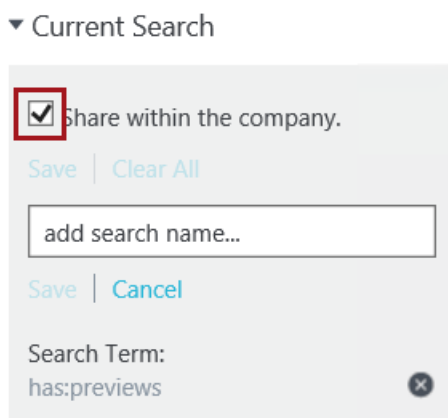 Current Search
Share within the company.
Save | Clear All
add search name...
Save | Cancel
Search Term:
has:previews